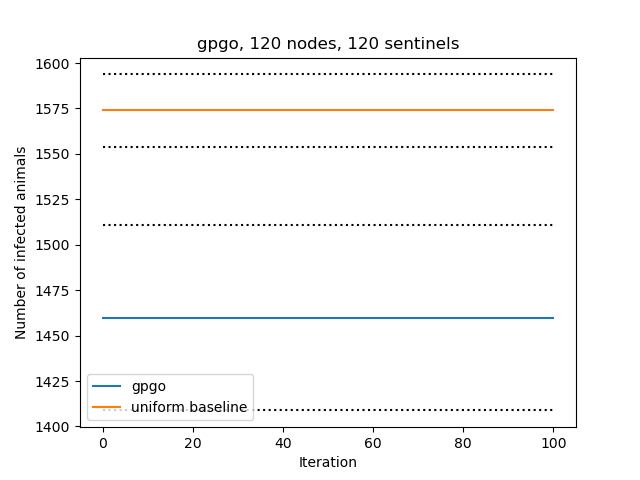 gpgo, 120 nodes, 120 sentinels
1600
1575
1550
1525
1500
1475
1450
1425
1400
Number of infected animals
gpgo
uniform baseline
0 20 40 60 80 100
Iteration